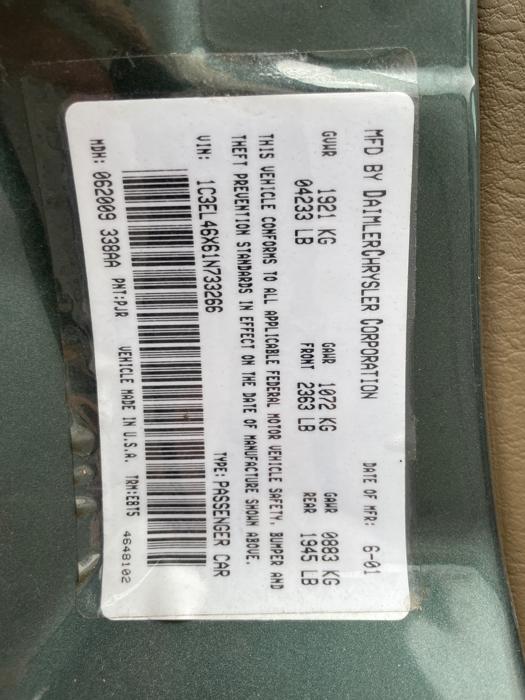 MFD BY DAIMLERCHRYSLER CORPORATION DATE OF MFR: 6-01
GVWR 1921 KG GAWR 1072 KG GAWR 0883 KG
04233 LB FRONT 2363 LB REAR 1945 LB
THIS VEHICLE CONFORMS TO ALL APPLICABLE FEDERAL MOTOR VEHICLE SAFETY, BUMPER AND
THEFT PREVENTION STANDARDS IN EFFECT ON THE DATE OF MANUFACTURE SHOWN ABOVE.
VIN: 1C3EL46X61N733266 TYPE: PASSENGER CAR
MDH: 062009 338AA PNT:PJR VEHICLE MADE IN U.S.A. TRM:E8T5 4648102